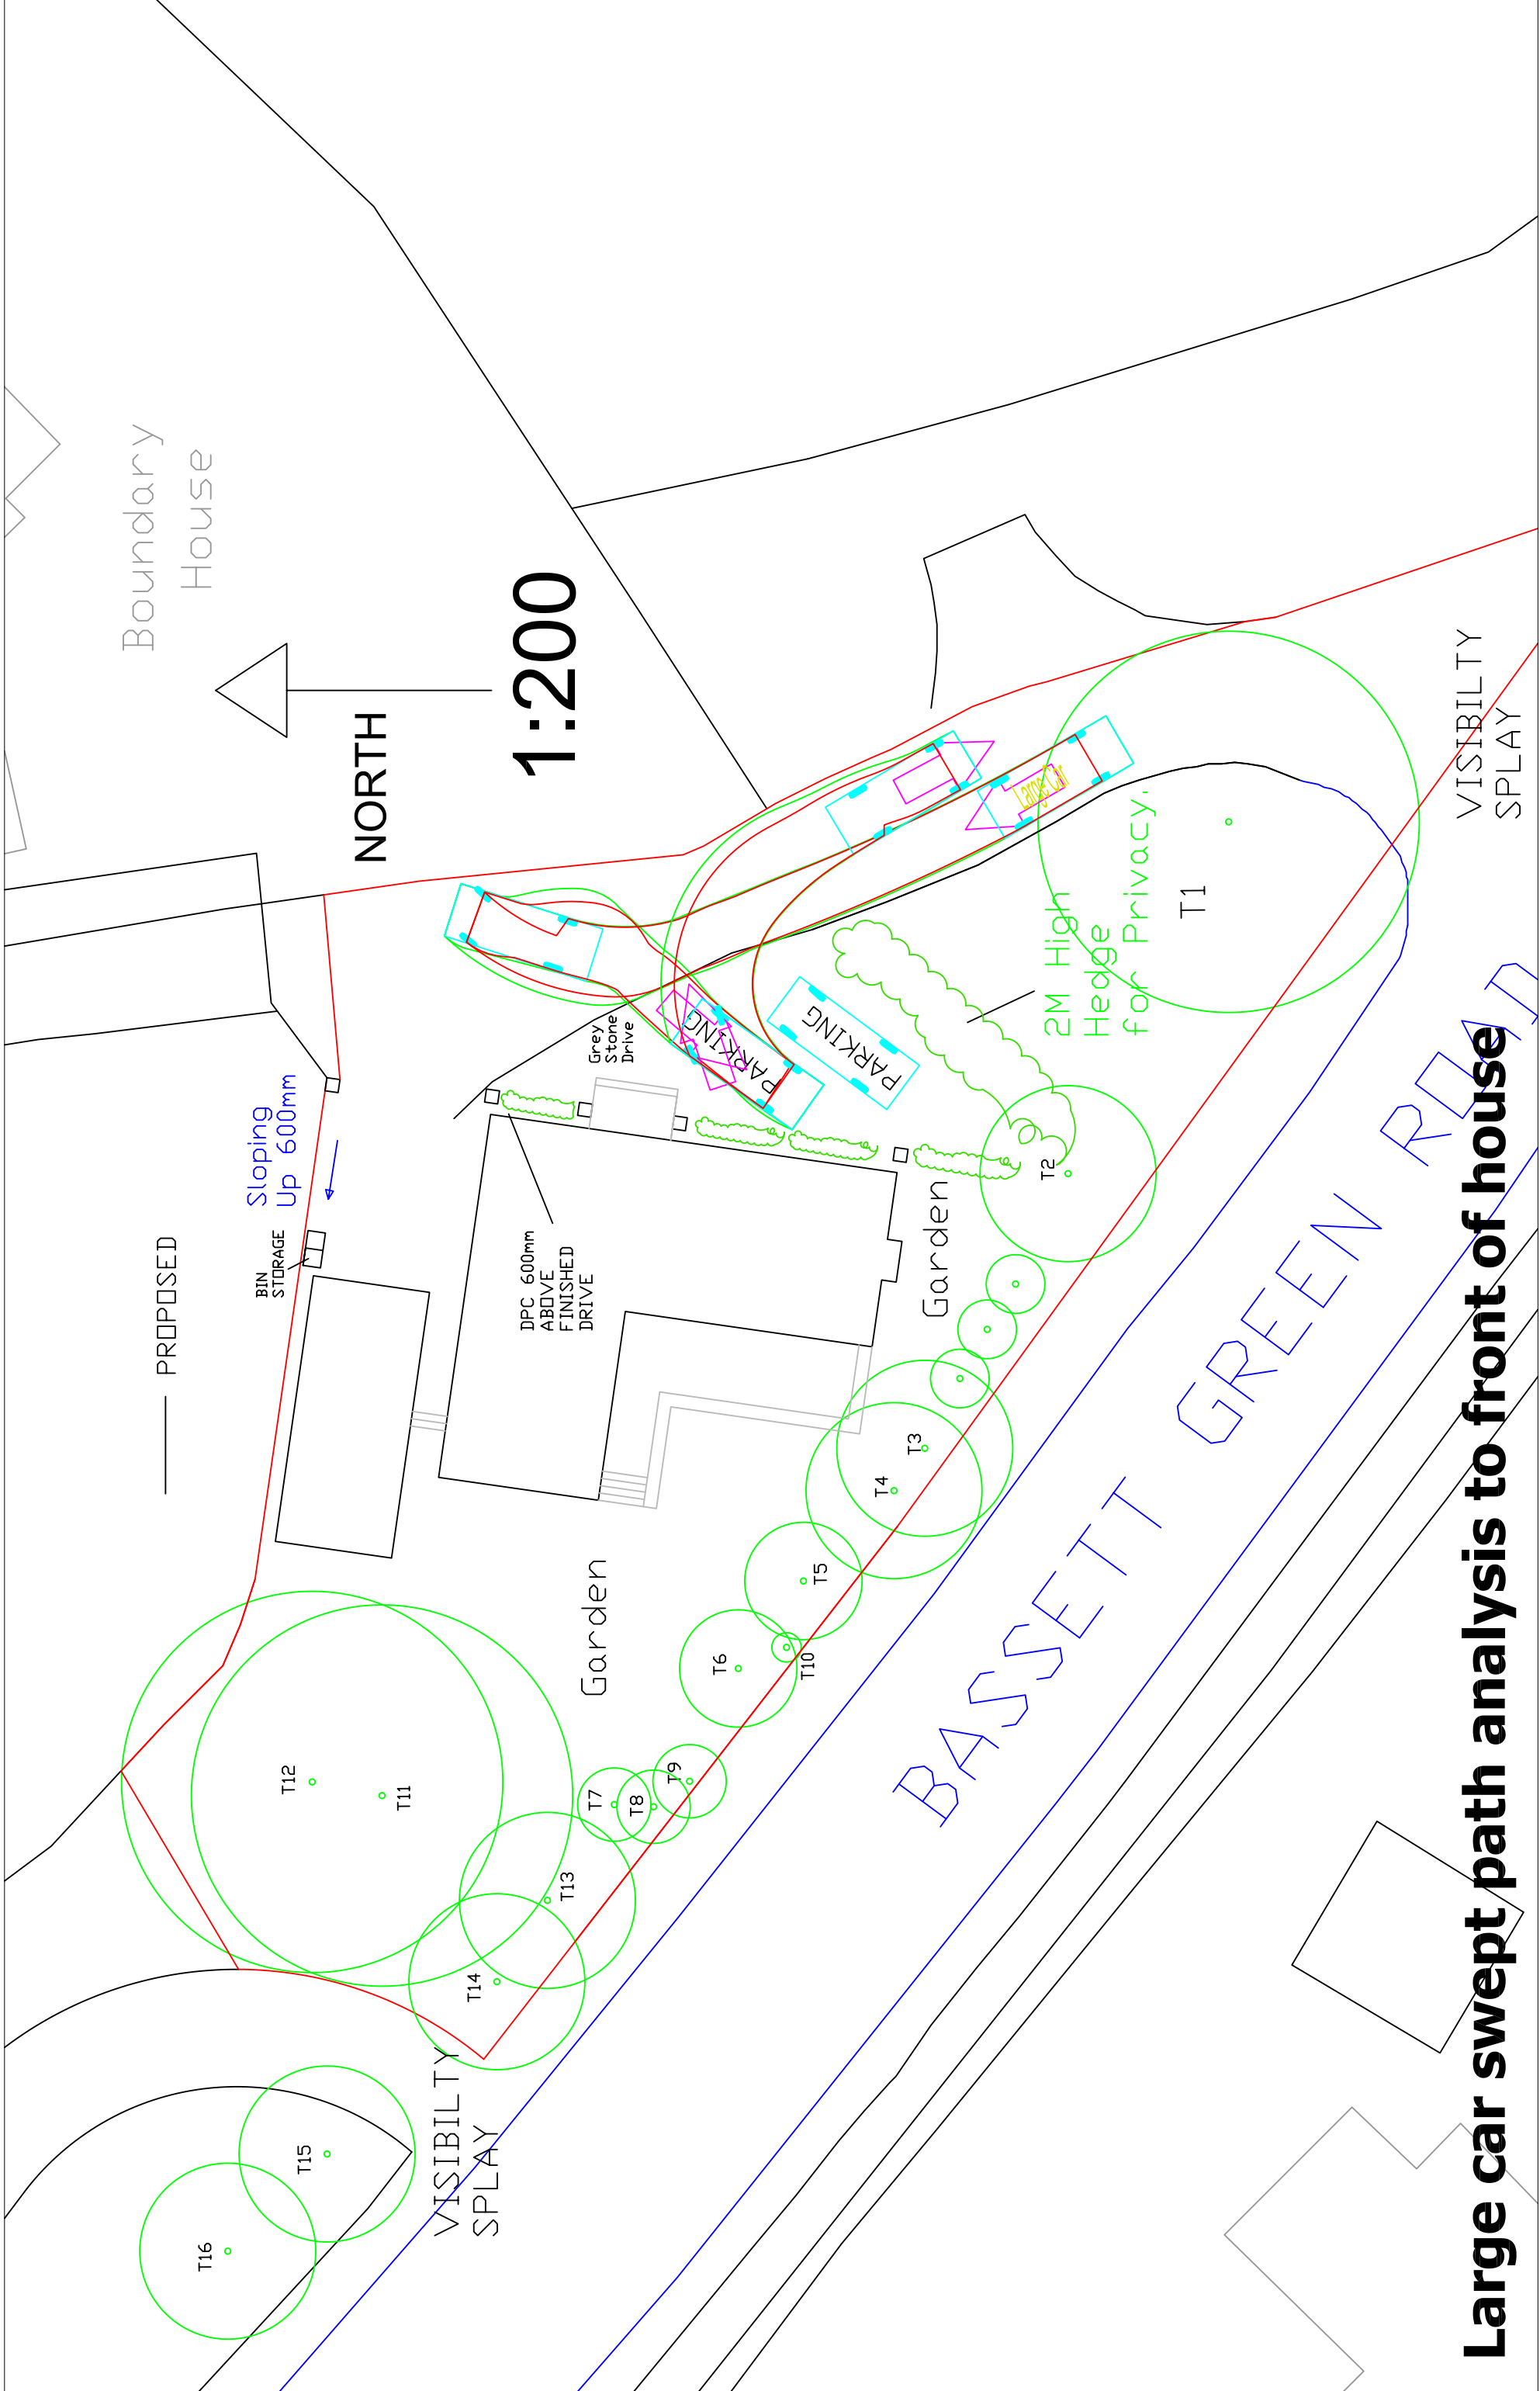 Boundary
House
NORTH
1:200
PROPOSED
Sloping
Up 600mm
BIN
STORAGE
Grey
Stone
Drive
DPC 600mm
ABOVE
FINISHED
DRIVE
PARKING
PARKING
Large Car
2M High
Hedge
for Privacy.
Garden
Garden
T1
T2
T3
T4
T5
T6
T10
T7
T8
T9
T12
T11
T13
T14
T15
T16
VISIBILTY
SPLAY
VISIBILTY
SPLAY
BASSETT GREEN ROAD
Large car swept path analysis to front of house